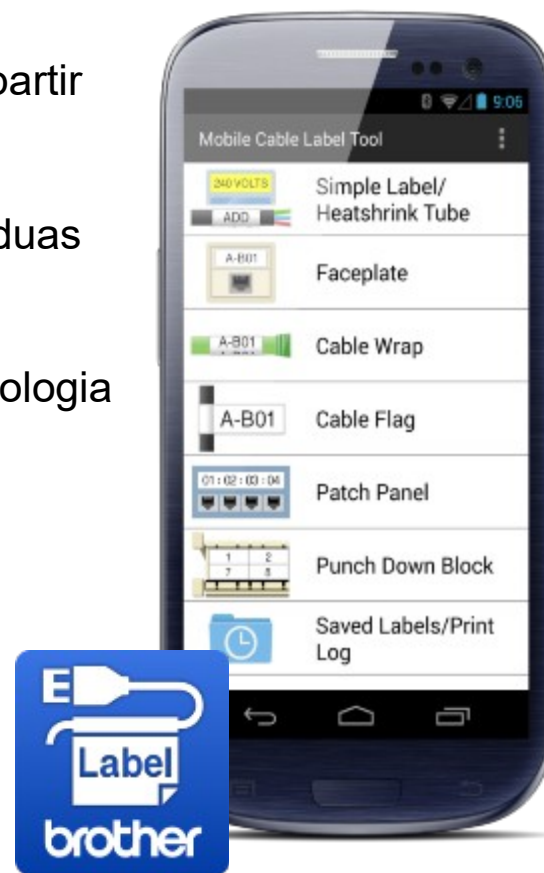 partir
duas
ologia
9:06
Mobile Cable Label Tool
240 VOLTS
ADD
Simple Label/
Heatshrink Tube
A-B01
Faceplate
A-B01
Cable Wrap
A-B01
Cable Flag
01:02:03:04
Patch Panel
1 2
7 8
Punch Down Block
Saved Labels/Print
Log
E
Label
brother